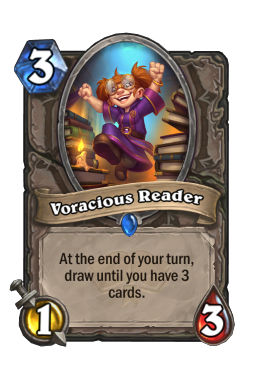 3
Voracious Reader
At the end of your turn,
draw until you have 3
cards.
1
3